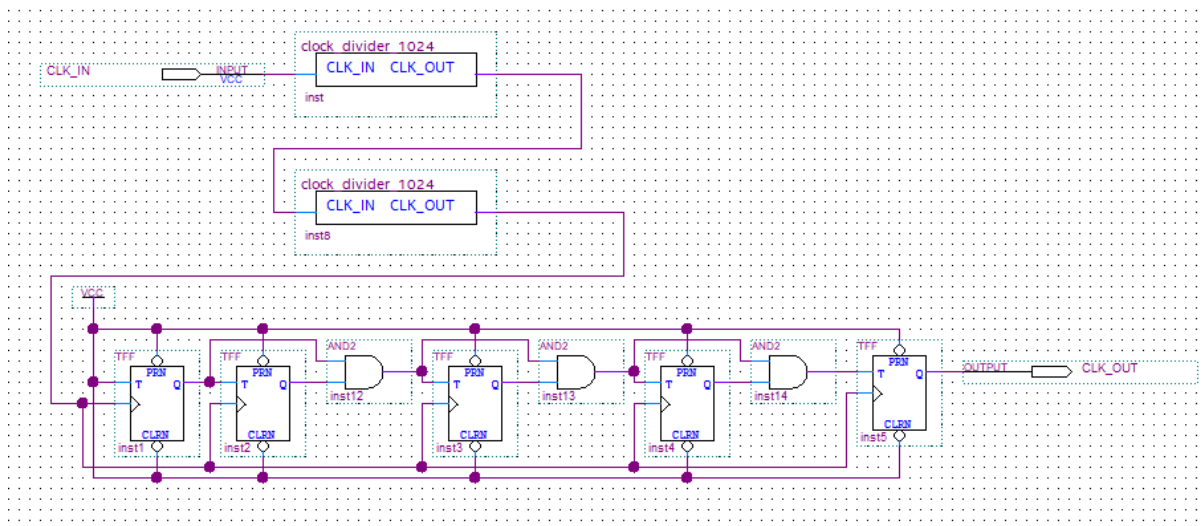 clock_divider_1024
CLK_IN INPUT CLK_IN CLK_OUT
VCC
inst
clock_divider_1024
CLK_IN CLK_OUT
inst8
VCC
AND2 AND2 AND2 TFF
TFF TFF TFF TFF PRN OUTPUT CLK_OUT
PRN PRN PRN PRN T Q
T Q T Q T Q T Q
inst12 inst13 inst14
CLRN CLRN CLRN CLRN CLRN
inst1 inst2 inst3 inst4 inst5